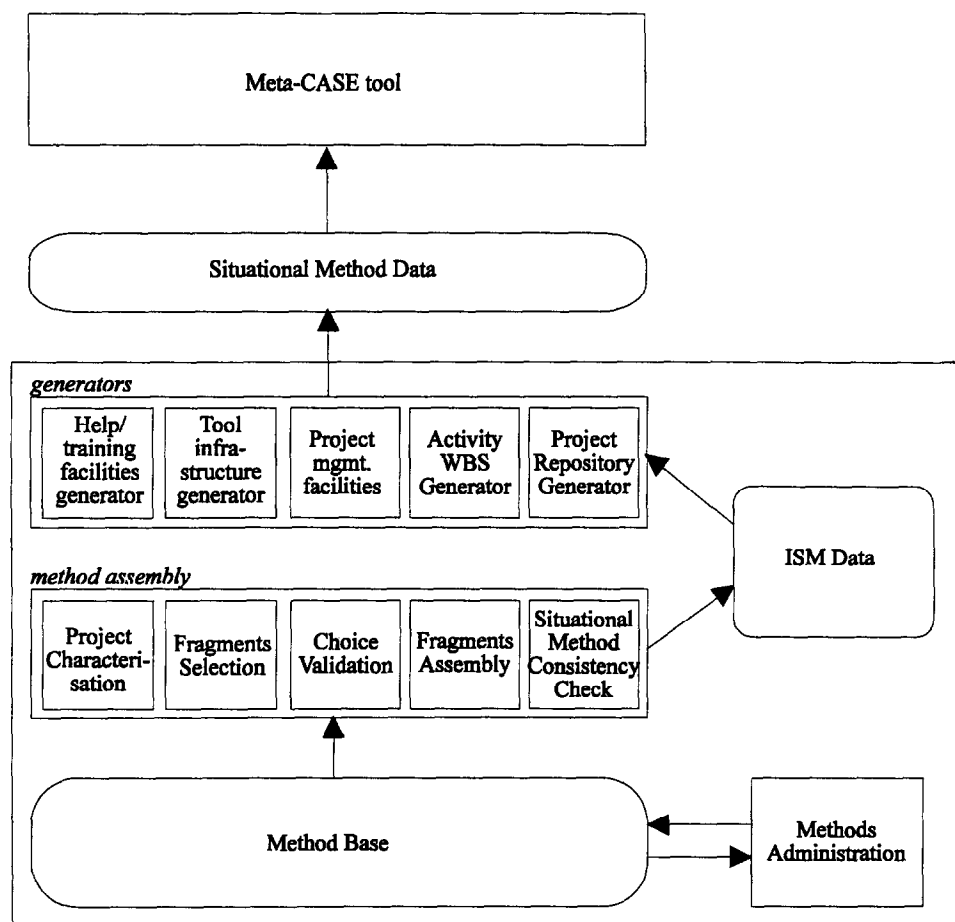 Meta-CASE tool
Situational Method Data
generators
Help/
training
facilities
generator
Tool
infra-
structure
generator
Project
mgmt.
facilities
Activity
WBS
Generator
Project
Repository
Generator
ISM Data
method assembly
Project
Characteri-
sation
Fragments
Selection
Choice
Validation
Fragments
Assembly
Situational
Method
Consistency
Check
Method Base
Methods
Administration